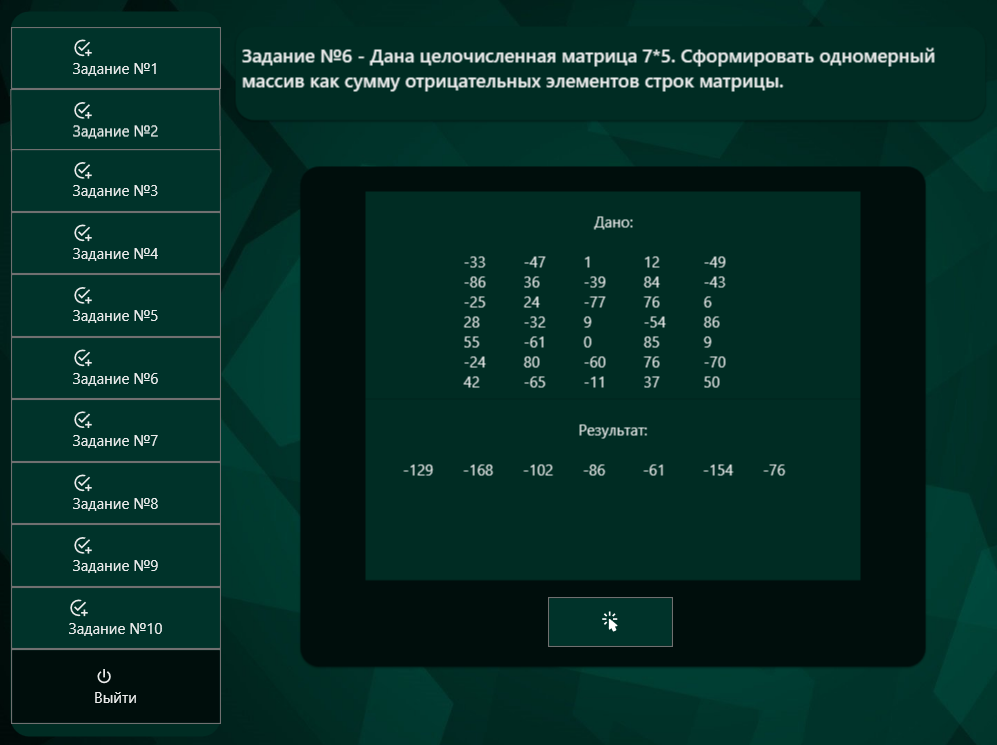 Задание №1
Задание №2
Задание №3
Задание №4
Задание №5
Задание №6
Задание №7
Задание №8
Задание №9
Задание №10
Выйти
Задание №6 - Дана целочисленная матрица 7*5. Сформировать одномерный
массив как сумму отрицательных элементов строк матрицы.
Дано:
-33 -47 1 12 -49
-86 36 -39 84 -43
-25 24 -77 76 6
28 -32 9 -54 86
55 -61 0 85 9
-24 80 -60 76 -70
42 -65 -11 37 50
Результат:
-129 -168 -102 -86 -61 -154 -76